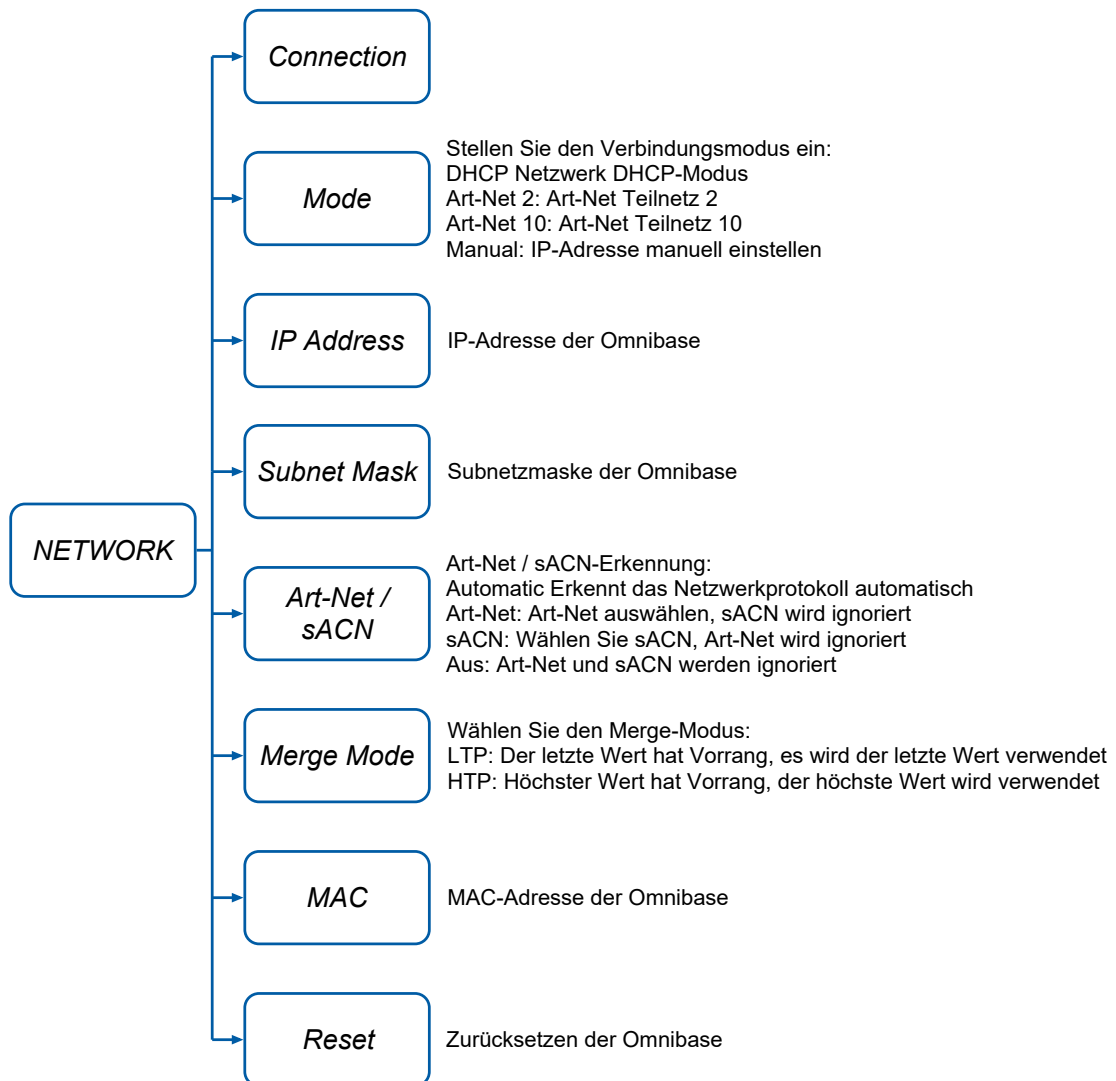 Connection
Mode
Stellen Sie den Verbindungsmodus ein:
DHCP Netzwerk DHCP-Modus
Art-Net 2: Art-Net Teilnetz 2
Art-Net 10: Art-Net Teilnetz 10
Manual: IP-Adresse manuell einstellen
IP Address
IP-Adresse der Omnibase
Subnet Mask
Subnetzmaske der Omnibase
NETWORK
Art-Net /
sACN
Art-Net / sACN-Erkennung:
Automatic Erkennt das Netzwerkprotokoll automatisch
Art-Net: Art-Net auswählen, sACN wird ignoriert
sACN: Wählen Sie sACN, Art-Net wird ignoriert
Aus: Art-Net und sACN werden ignoriert
Merge Mode
Wählen Sie den Merge-Modus:
LTP: Der letzte Wert hat Vorrang, es wird der letzte Wert verwendet
HTP: Höchster Wert hat Vorrang, der höchste Wert wird verwendet
MAC
MAC-Adresse der Omnibase
Reset
Zurücksetzen der Omnibase